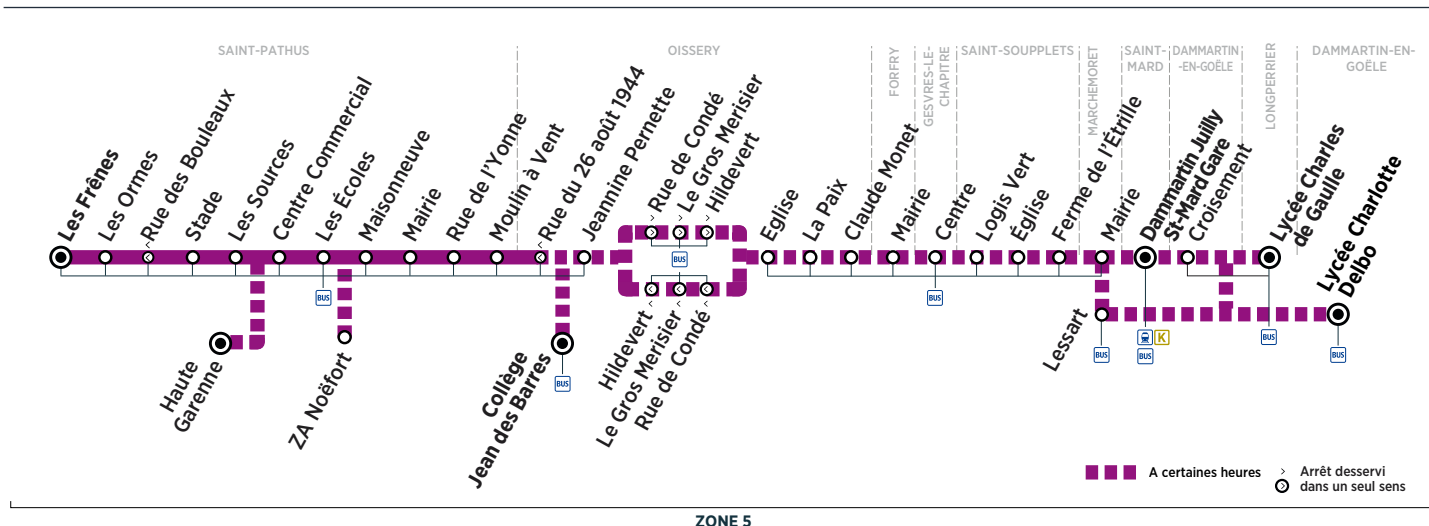 SAINT-PATHUS
OISSERY
FORFRY
GESVRES-LE-
CHAPITRE
SAINT-SOUPPLETS
MARCHEMORET
SAINT-
MARD
DAMMARTIN
-EN-GOËLE
LONGPERRIER
DAMMARTIN-EN-
GOËLE
Les Frênes
Les Ormes
Rue des Bouleaux
Stade
Les Sources
Centre Commercial
Les Écoles
Maisonneuve
Mairie
Rue de l'Yonne
Moulin à Vent
Rue du 26 août 1944
Jeannine Pernette
Rue de Condé
Le Gros Merisier
Hildevert
Eglise
La Paix
Claude Monet
Mairie
Centre
Logis Vert
Église
Ferme de l'Étrille
Mairie
Dammartin Juilly
St-Mard Gare
Croisement
Lycée Charles
de Gaulle
Lycée Charlotte
Delbo
BUS
BUS
BUS
Haute
Garenne
ZA Noëfort
Collège
Jean des Barres
BUS
Hildevert
Le Gros Merisier
Rue de Condé
Lessart
BUS
K
BUS
BUS
BUS
A certaines heures
Arrêt desservi
dans un seul sens
ZONE 5